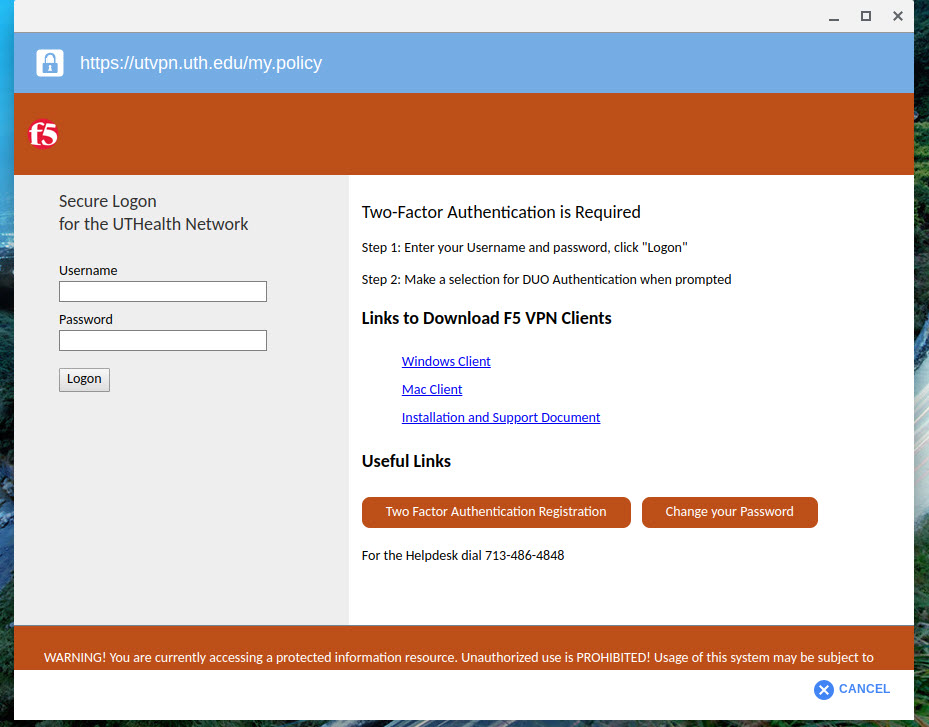 https://utvpn.uth.edu/my.policy
f5
Secure Logon
for the UTHealth Network
Username
Password
Logon
Two-Factor Authentication is Required
Step 1: Enter your Username and password, click "Logon"
Step 2: Make a selection for DUO Authentication when prompted
Links to Download F5 VPN Clients
Windows Client
Mac Client
Installation and Support Document
Useful Links
Two Factor Authentication Registration
Change your Password
For the Helpdesk dial 713-486-4848
WARNING! You are currently accessing a protected information resource. Unauthorized use is PROHIBITED! Usage of this system may be subject to
CANCEL